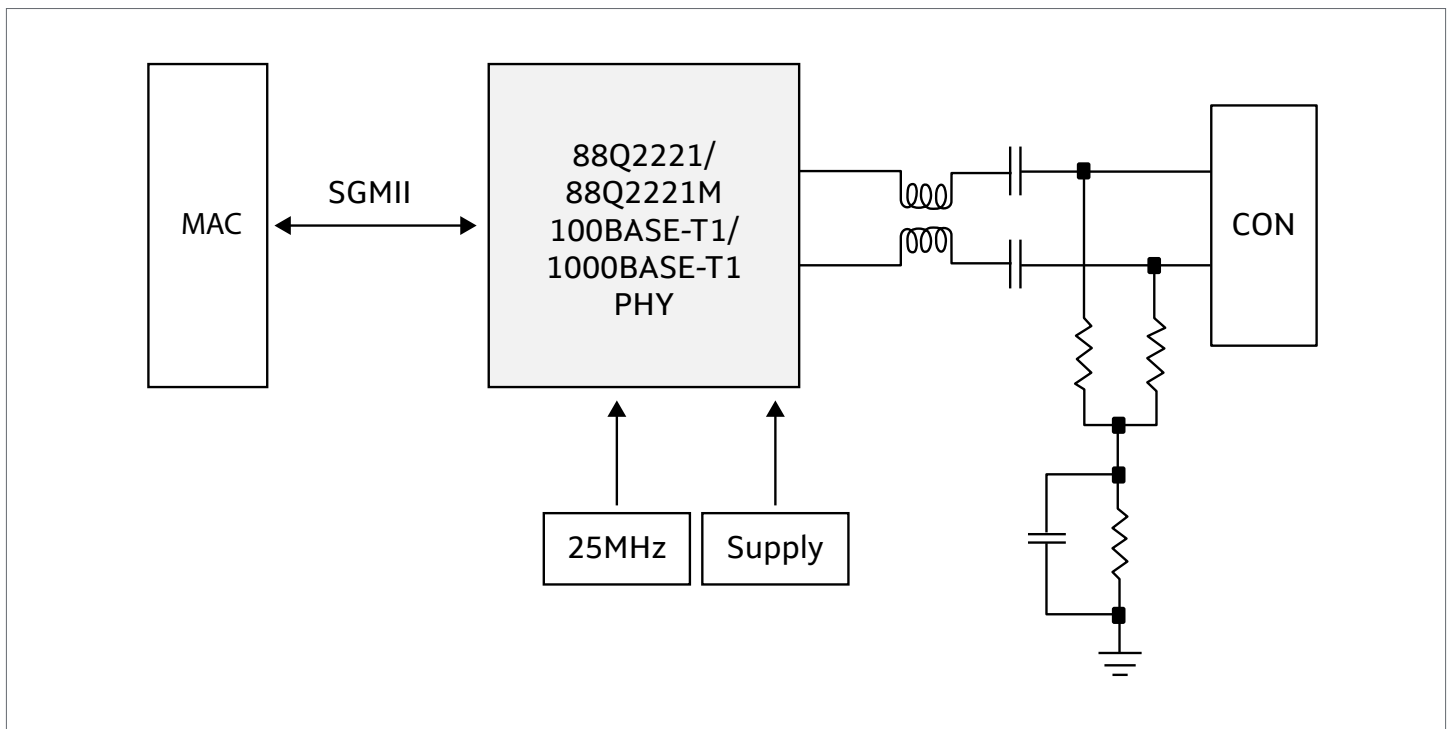 MAC
SGMII
88Q2221/
88Q2221M
100BASE-T1/
1000BASE-T1
PHY
CON
25MHz
Supply